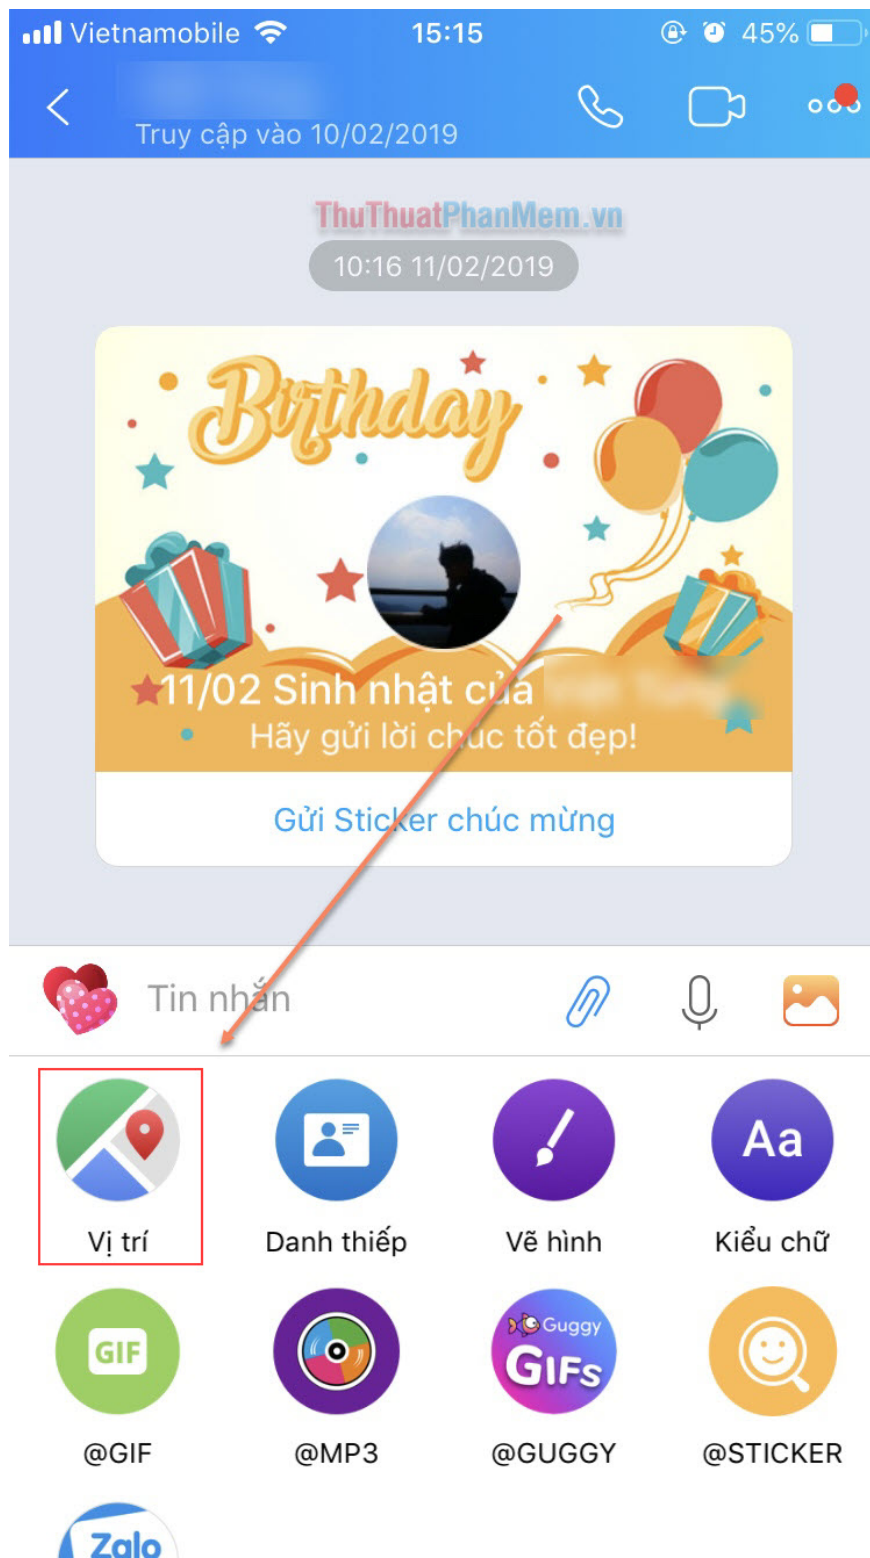 Vietnamobile 15:15 45%
Truy cập vào 10/02/2019
ThuThuatPhanMem.vn
10:16 11/02/2019
Birthday
11/02 Sinh nhật của
Hãy gửi lời chúc tốt đẹp!
Gửi Sticker chúc mừng
Tin nhắn
Aa
Vị trí Danh thiếp Vẽ hình Kiểu chữ
GIF Guggy
GIFs
@GIF @MP3 @GUGGY @STICKER
Zalo